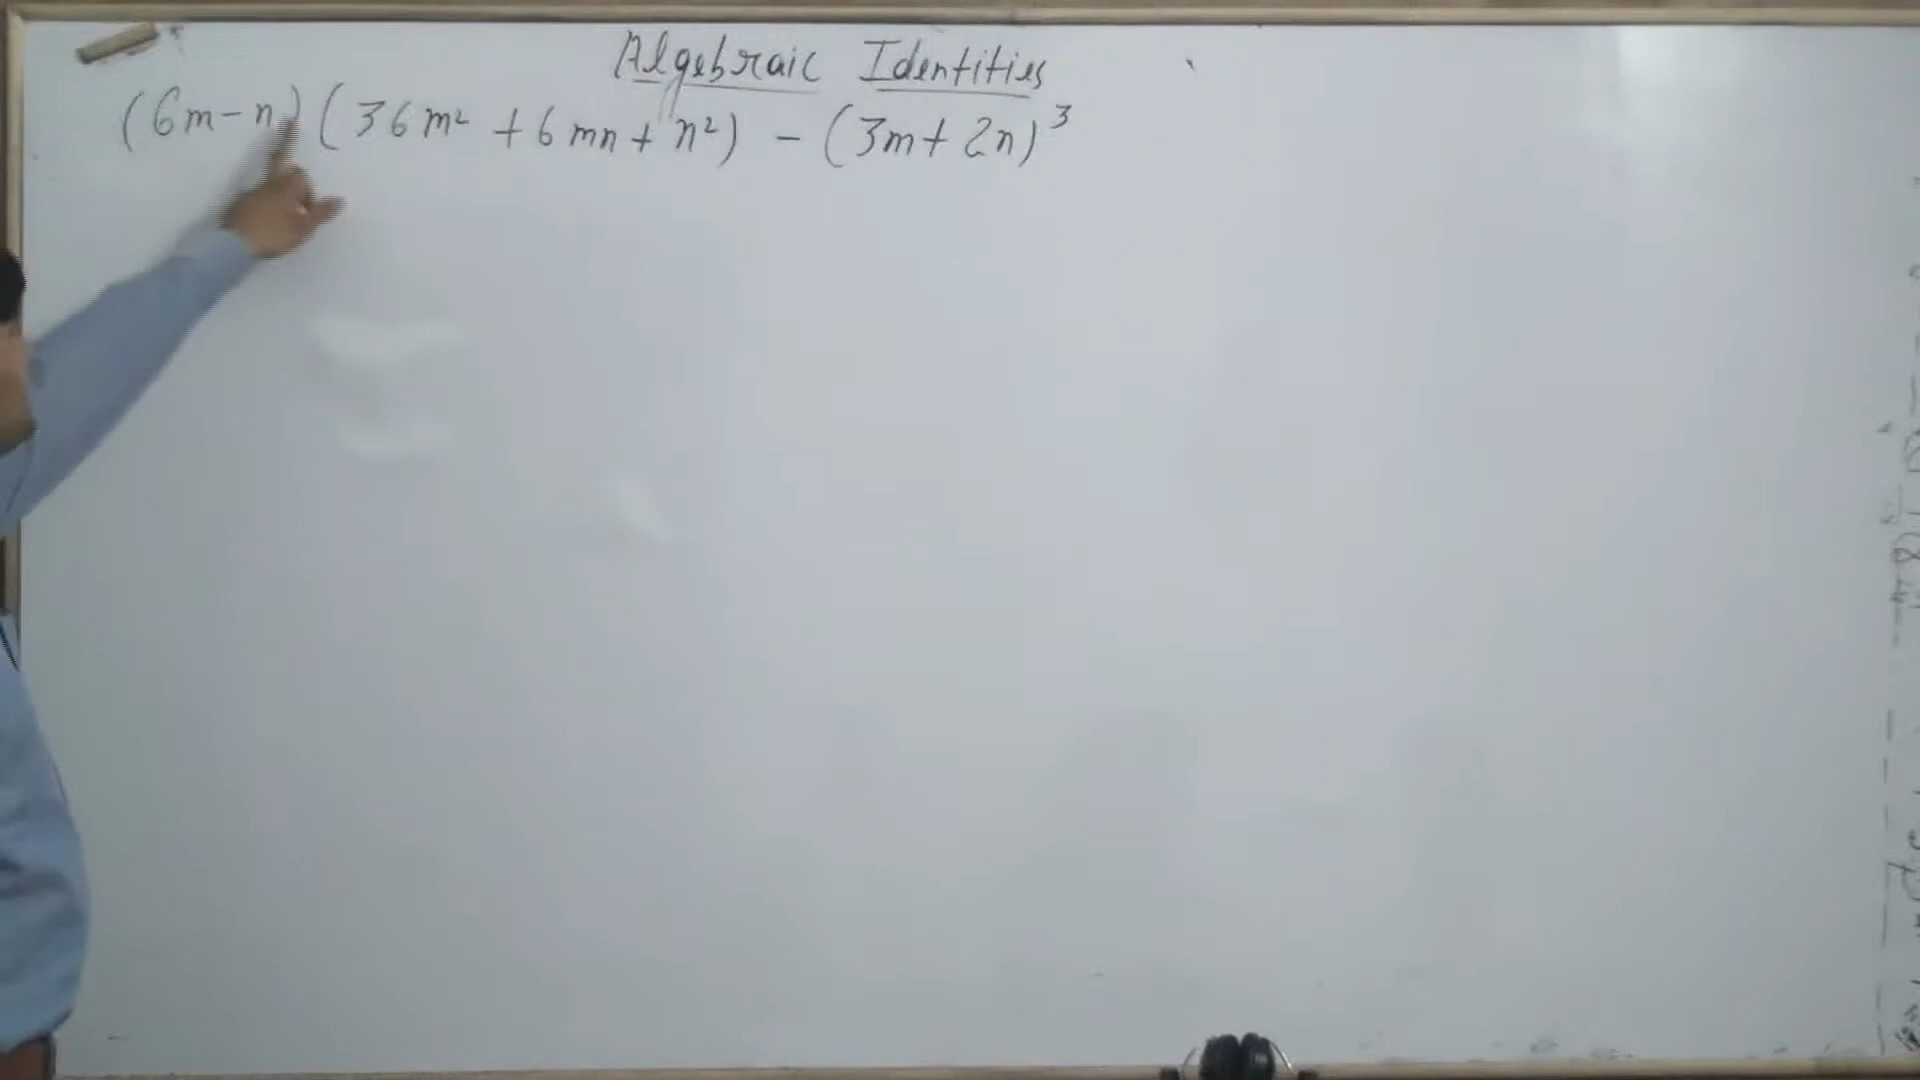 Algebraic Identities
(6m-n)(36m² +6mn+n²) - (3m+2n)³